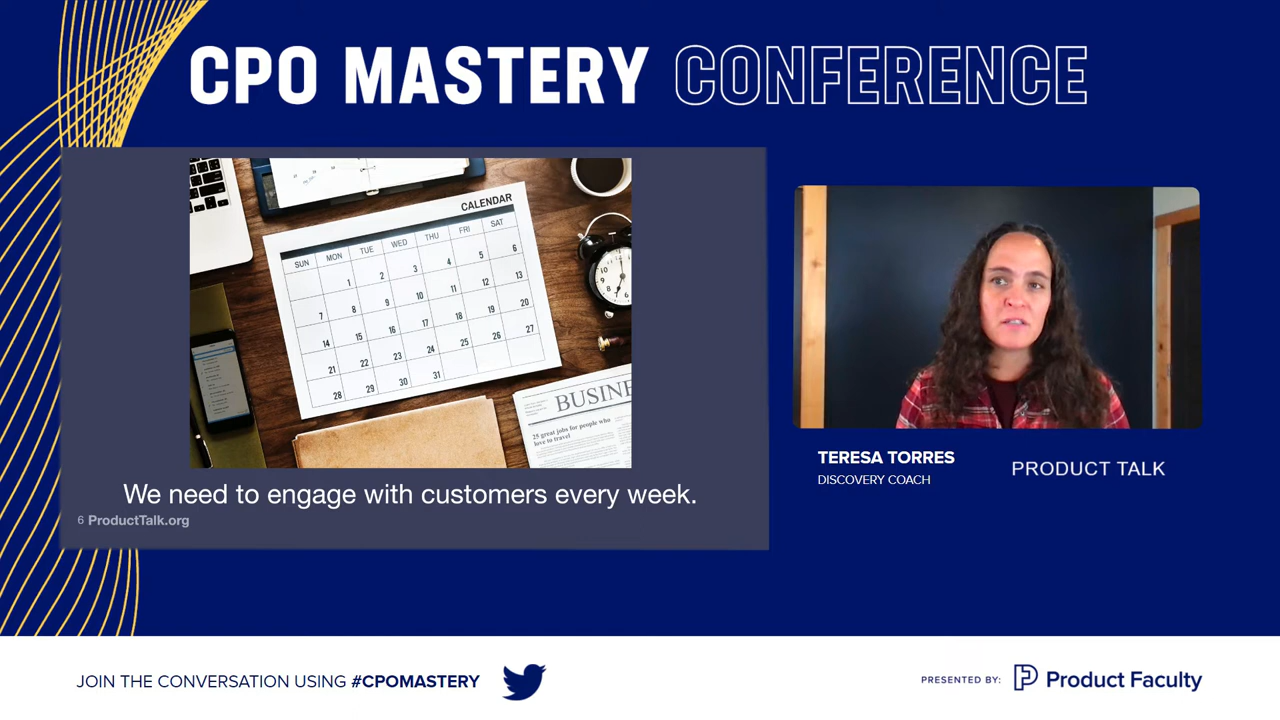 CPO MASTERY CONFERENCE
CALENDAR
SUN MON TUE WED THU FRI SAT
1 2 3 4 5 6
7 8 9 10 11 12 13
14 15 16 17 18 19 20
21 22 23 24 25 26 27
28 29 30 31
BUSINE
25 great jobs for people who
love to travel
We need to engage with customers every week.
6 ProductTalk.org
TERESA TORRES
DISCOVERY COACH
PRODUCT TALK
JOIN THE CONVERSATION USING #CPOMASTERY
PRESENTED BY: Product Faculty